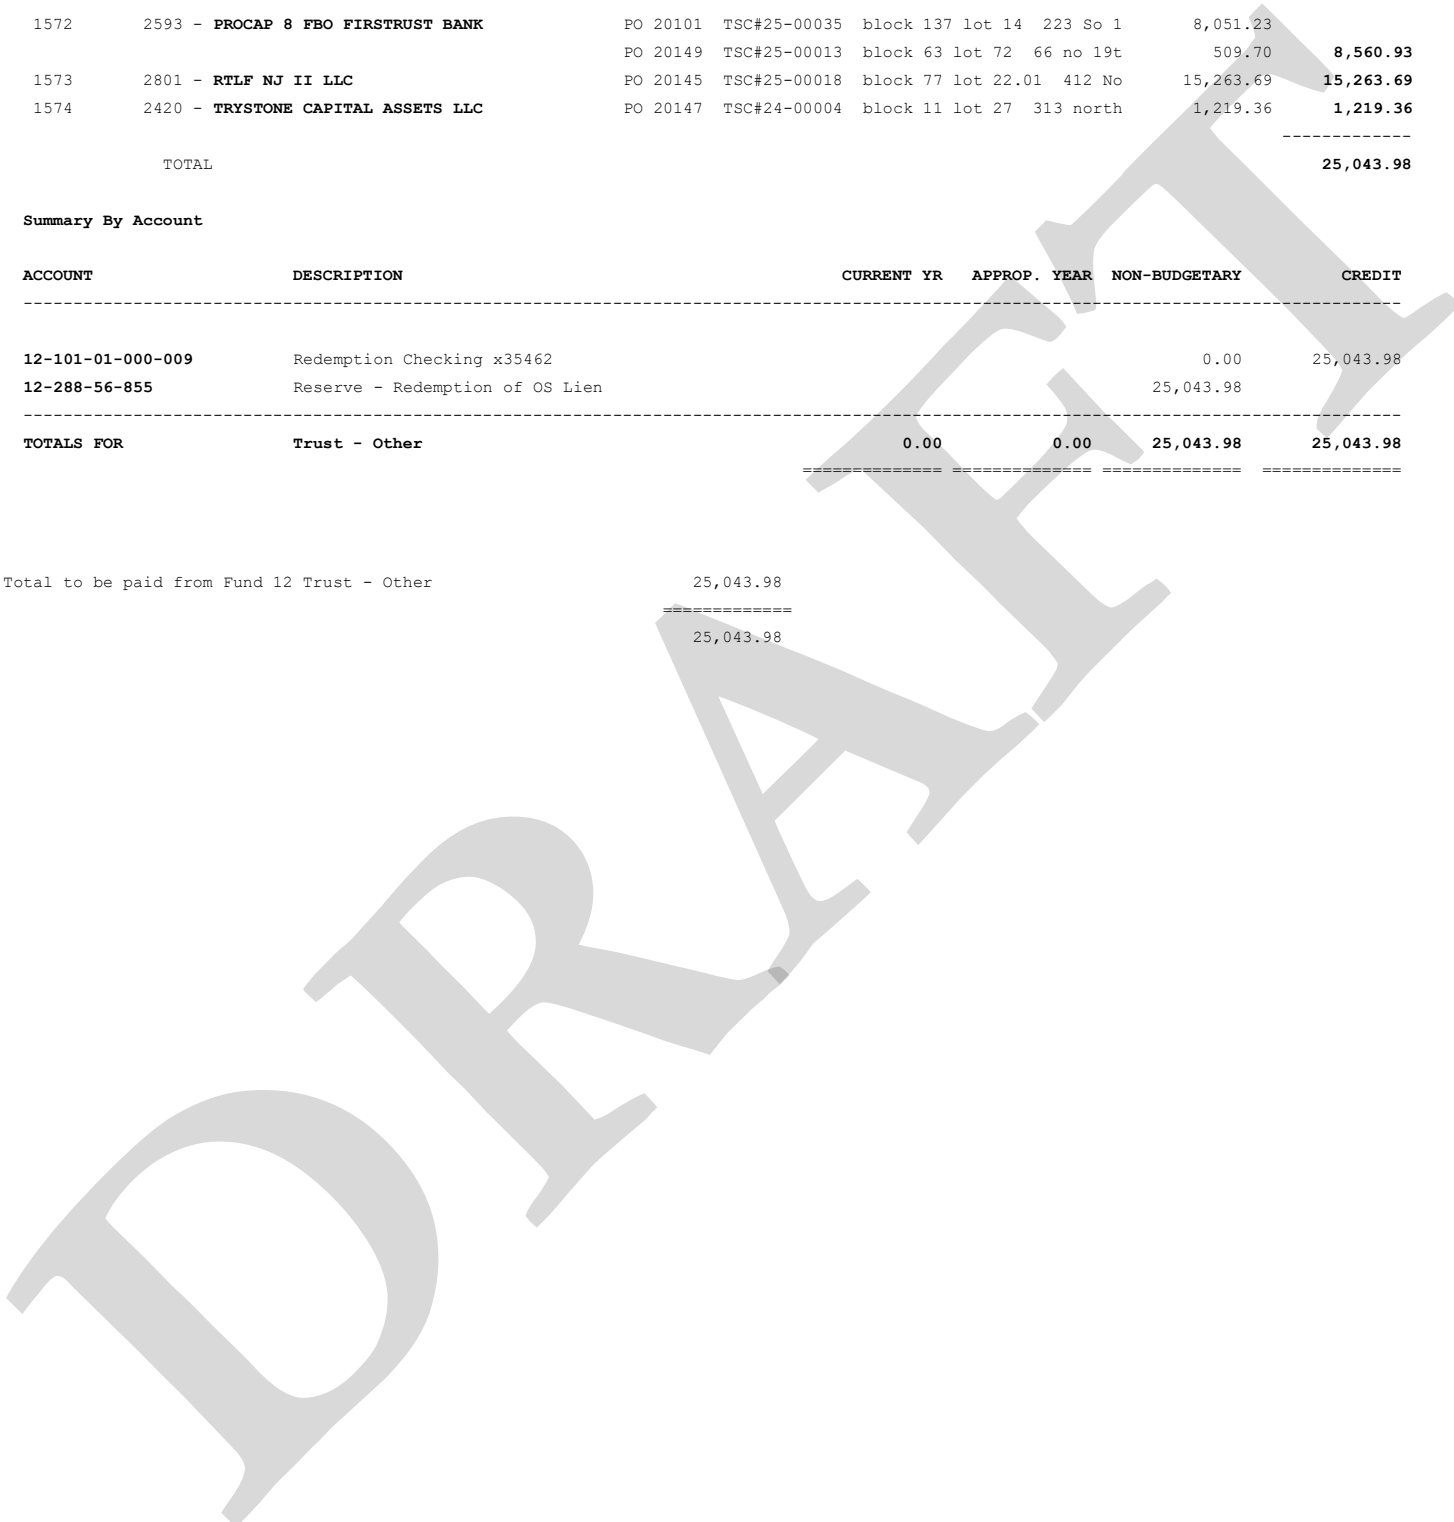 1572 2593 - PROCAP 8 FBO FIRSTRUST BANK PO 20101 TSC#25-00035 block 137 lot 14 223 So 1 8,051.23
PO 20149 TSC#25-00013 block 63 lot 72 66 no 19t 509.70 8,560.93
1573 2801 - RTLF NJ II LLC PO 20145 TSC#25-00018 block 77 lot 22.01 412 No 15,263.69 15,263.69
1574 2420 - TRYSTONE CAPITAL ASSETS LLC PO 20147 TSC#24-00004 block 11 lot 27 313 north 1,219.36 1,219.36
-------------
TOTAL 25,043.98
Summary By Account
ACCOUNT DESCRIPTION CURRENT YR APPROP. YEAR NON-BUDGETARY CREDIT
------------------------------------------------------------------------------------------------------------------------------------------
12-101-01-000-009 Redemption Checking x35462 0.00 25,043.98
12-288-56-855 Reserve - Redemption of OS Lien 25,043.98
------------------------------------------------------------------------------------------------------------------------------------------
TOTALS FOR Trust - Other 0.00 0.00 25,043.98 25,043.98
============== ============== ============== ==============
Total to be paid from Fund 12 Trust - Other 25,043.98
=============
25,043.98
DRAFT